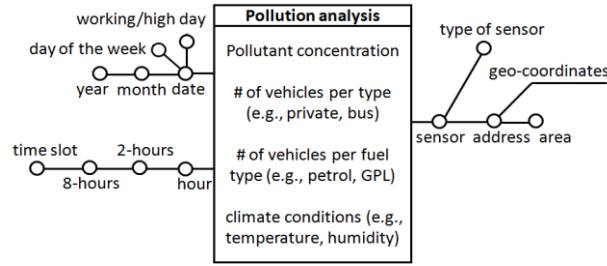 working/high day
day of the week
year
month
date
time slot
2-hours
8-hours
hour
Pollution analysis
Pollutant concentration
# of vehicles per type
(e.g., private, bus)
# of vehicles per fuel
type (e.g., petrol, GPL)
climate conditions (e.g.,
temperature, humidity)
type of sensor
geo-coordinates
sensor
address
area